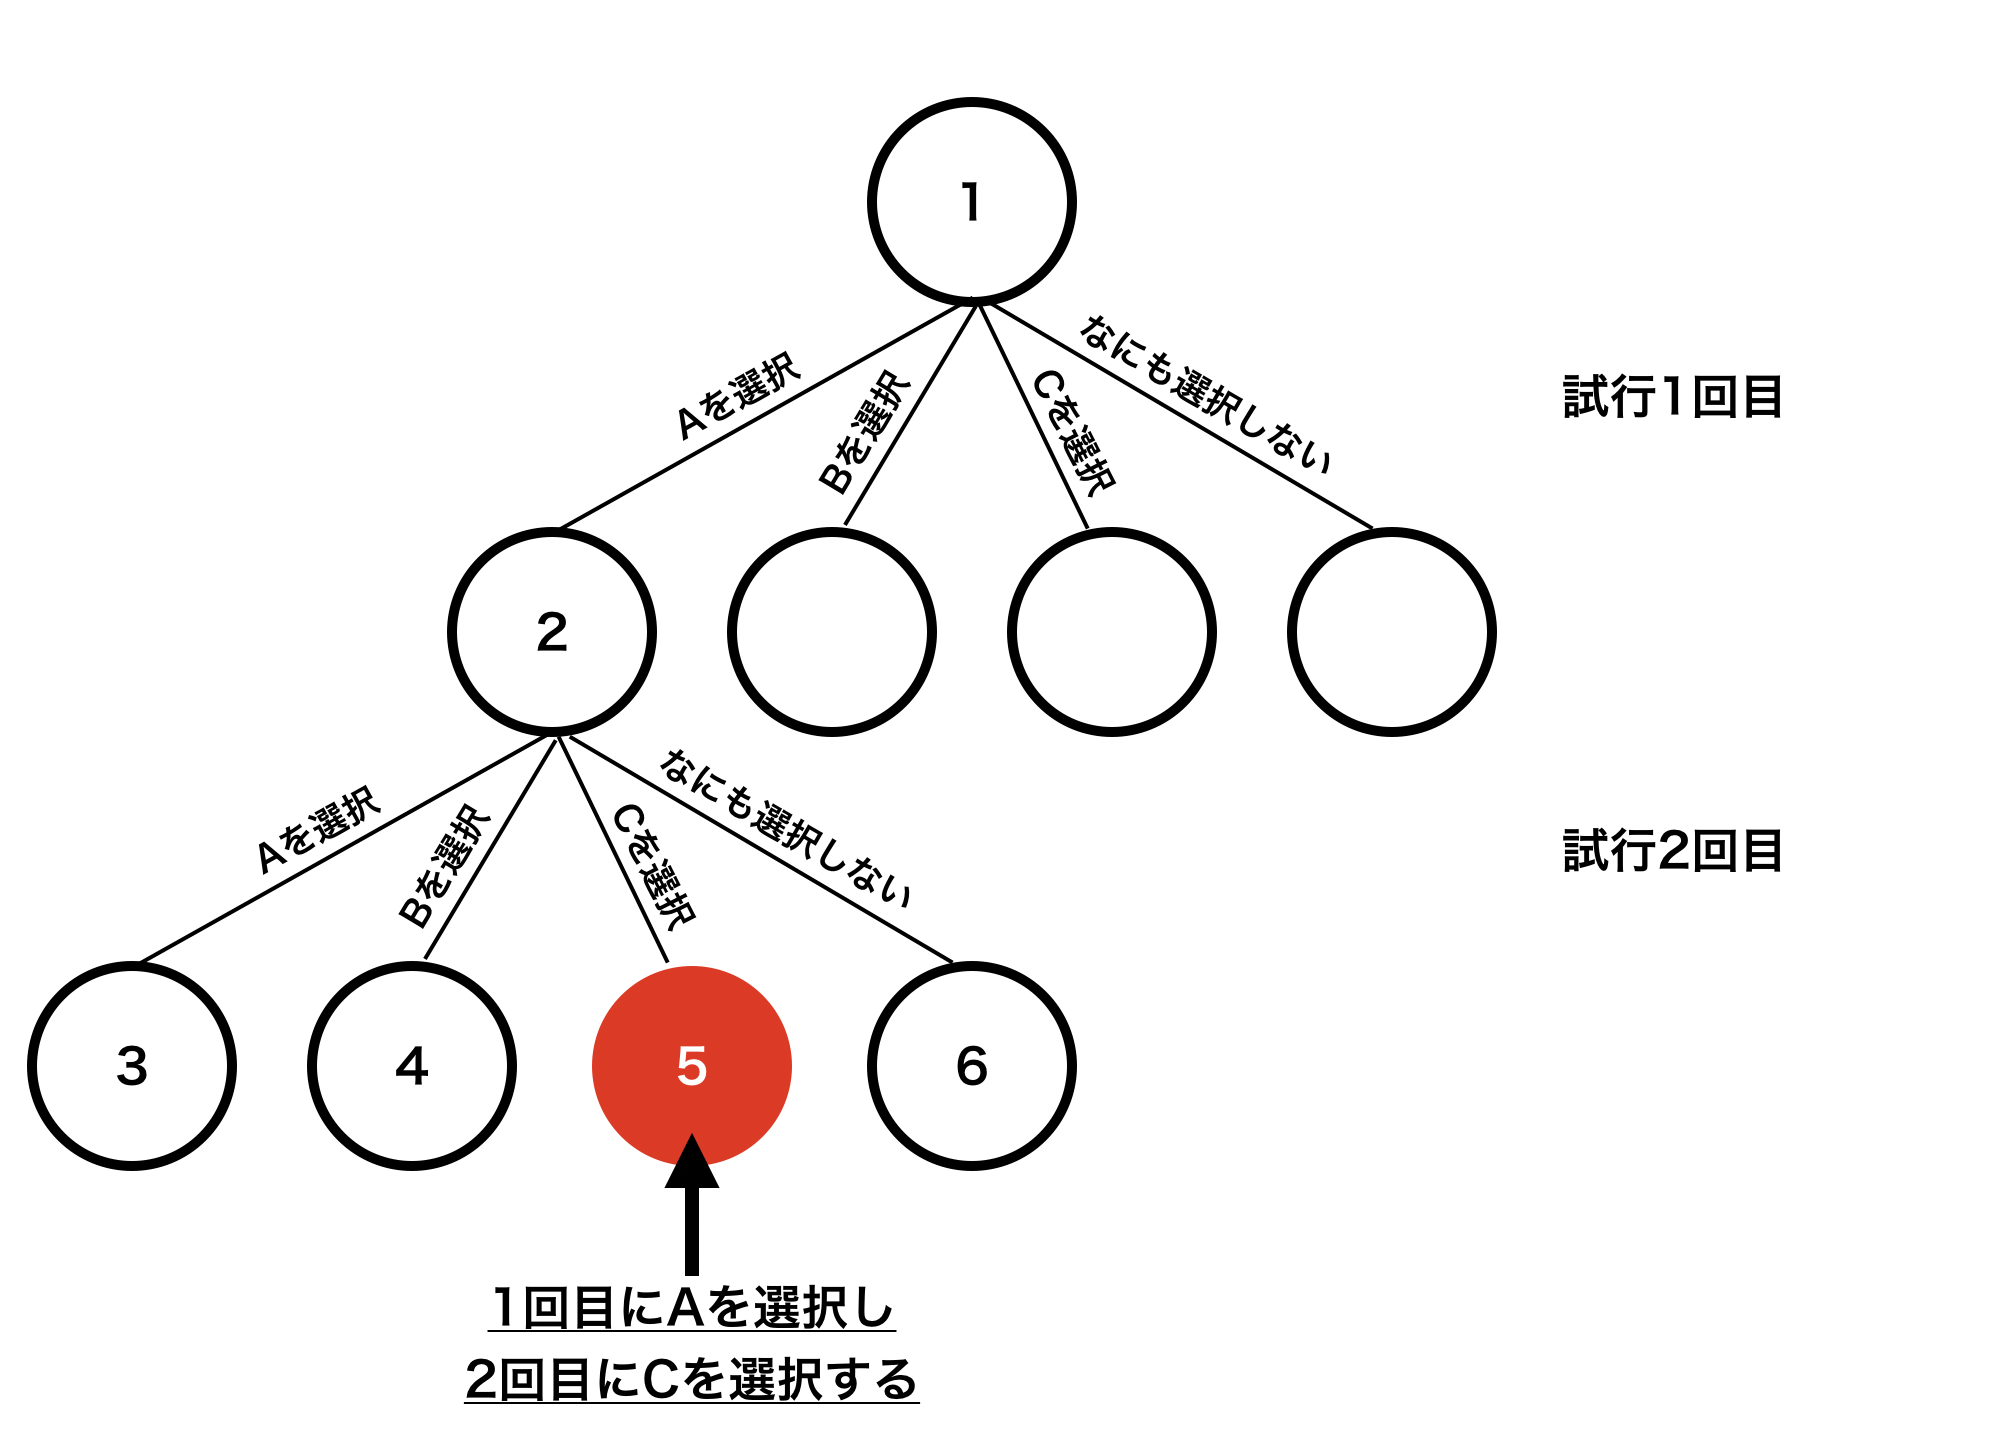 1
Aを選択
Bを選択
Cを選択
なにも選択しない
試行1回目
2
Aを選択
Bを選択
Cを選択
なにも選択しない
試行2回目
3
4
5
6
1回目にAを選択し
2回目にCを選択する